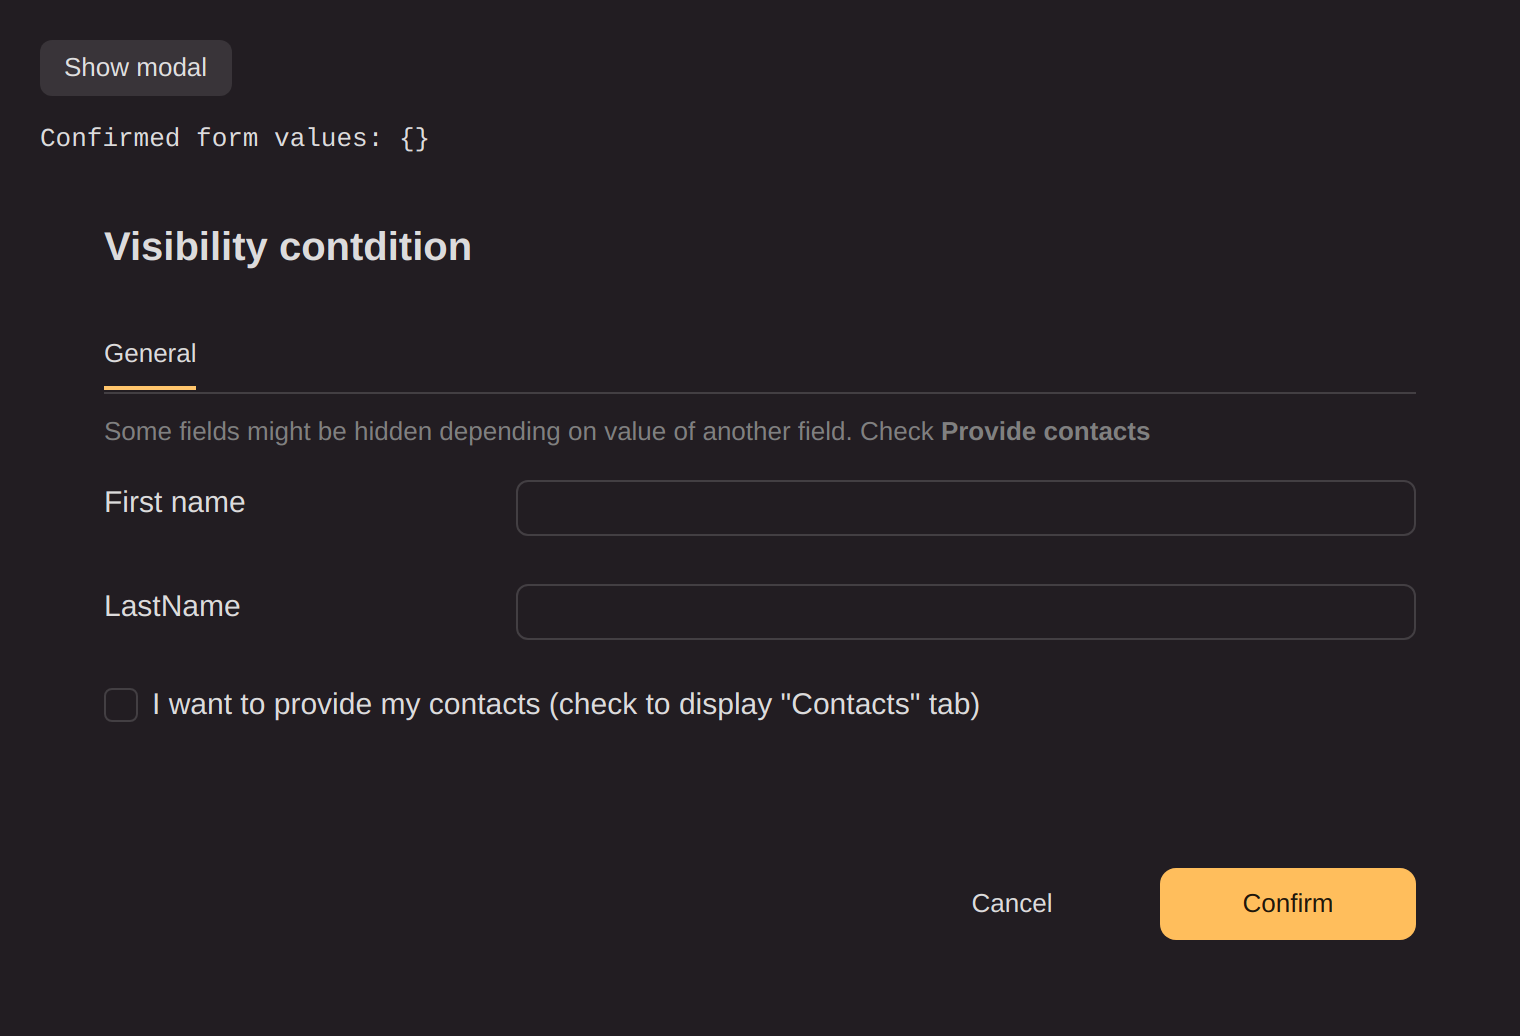 Show modal
Confirmed form values: {}
Visibility contdition
General
Some fields might be hidden depending on value of another field. Check Provide contacts
First name
LastName
I want to provide my contacts (check to display "Contacts" tab)
Cancel
Confirm